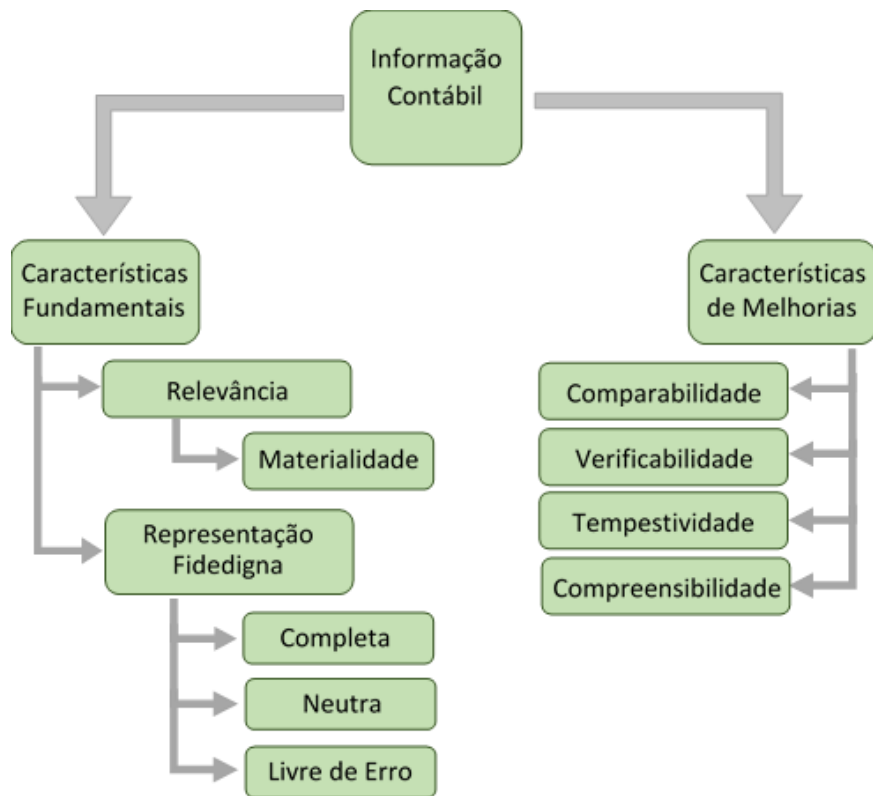 Informação
Contábil
Características
Fundamentais
Relevância
Materialidade
Representação
Fidedigna
Completa
Neutra
Livre de Erro
Características
de Melhorias
Comparabilidade
Verificabilidade
Tempestividade
Compreensibilidade